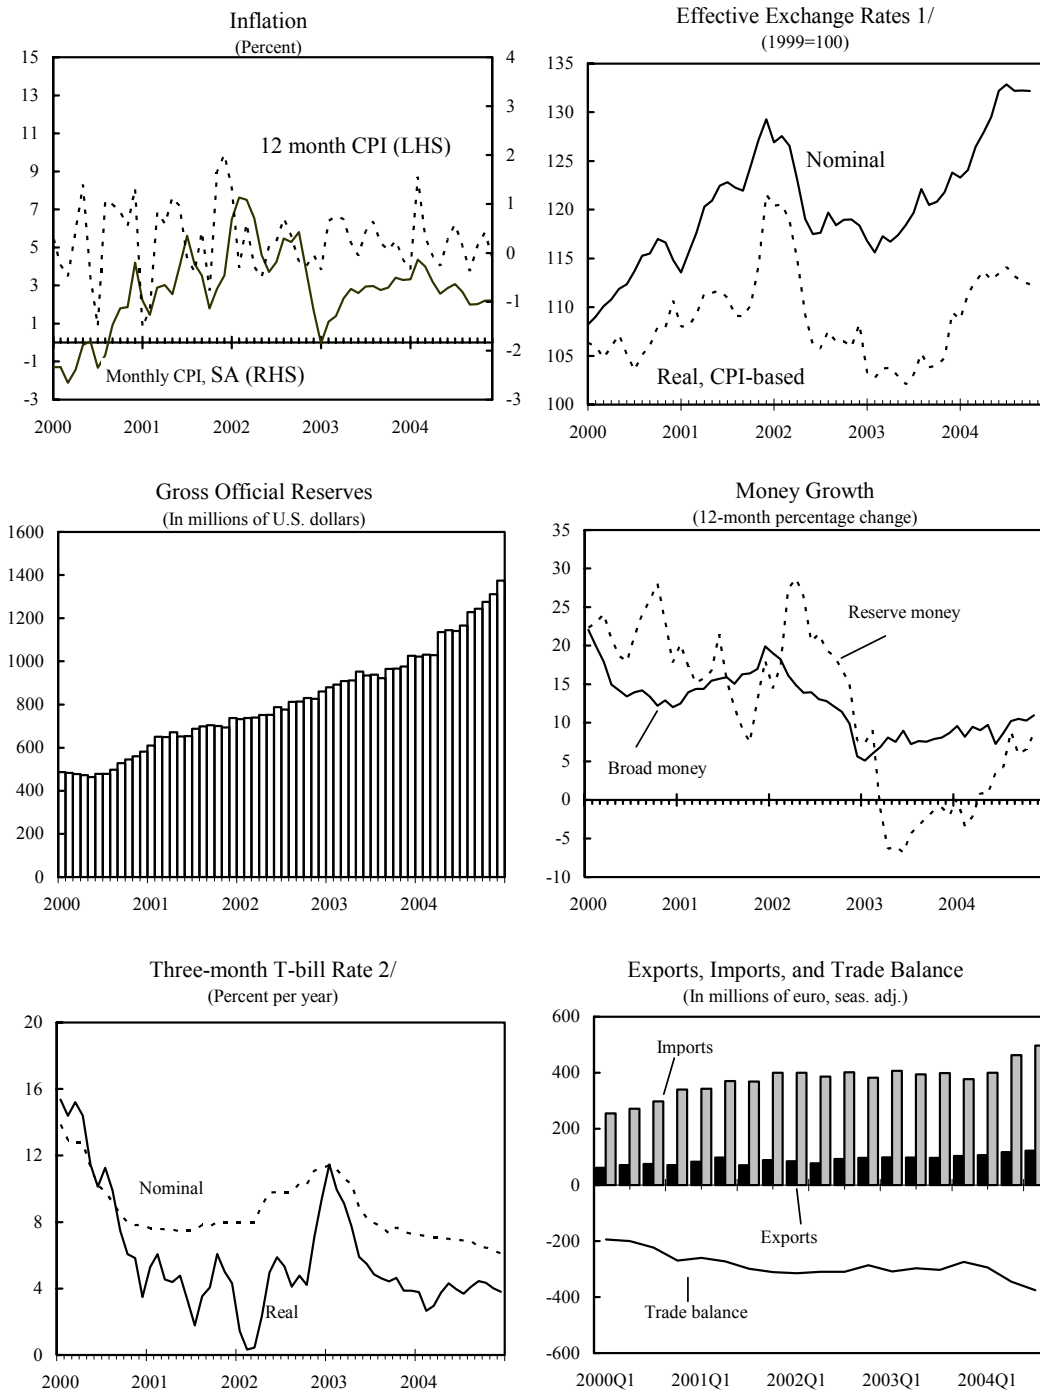 Inflation
(Percent)
15
13
11
9
7
5
3
1
-1
-3
4
3
2
1
0
-1
-2
-3
12 month CPI (LHS)
Monthly CPI, SA (RHS)
2000 2001 2002 2003 2004
Effective Exchange Rates 1/
(1999=100)
135
130
125
120
115
110
105
100
Nominal
Real, CPI-based
2000 2001 2002 2003 2004
Gross Official Reserves
(In millions of U.S. dollars)
1600
1400
1200
1000
800
600
400
200
0
2000 2001 2002 2003 2004
Money Growth
(12-month percentage change)
35
30
25
20
15
10
5
0
-5
-10
Reserve money
Broad money
2000 2001 2002 2003 2004
Three-month T-bill Rate 2/
(Percent per year)
20
16
12
8
4
0
Nominal
Real
2000 2001 2002 2003 2004
Exports, Imports, and Trade Balance
(In millions of euro, seas. adj.)
600
400
200
0
-200
-400
-600
Imports
Exports
Trade balance
2000Q1 2001Q1 2002Q1 2003Q1 2004Q1